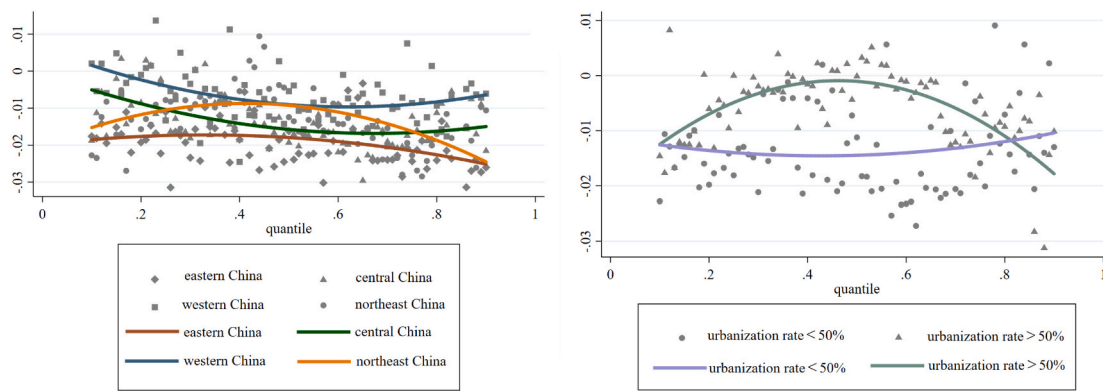 .01
0
-.01
-.02
-.03
0 .2 .4 .6 .8 1
quantile
eastern China central China
western China northeast China
eastern China central China
western China northeast China
.01
0
-.01
-.02
-.03
0 .2 .4 .6 .8 1
quantile
urbanization rate<50% urbanization rate>50%
urbanization rate<50% urbanization rate>50%